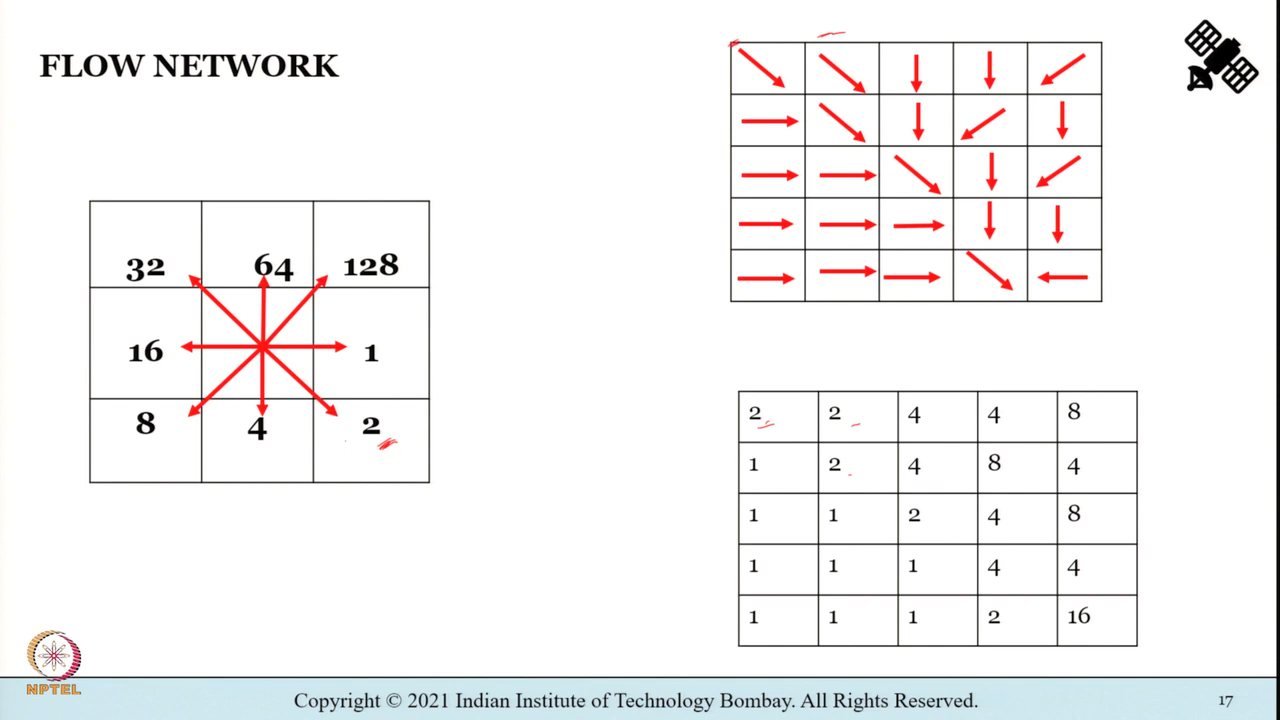 FLOW NETWORK
32 64 128
16 1
8 4 2
2 2 4 4 8
1 2 4 8 4
1 1 2 4 8
1 1 1 4 4
1 1 1 2 16
NPTEL
Copyright © 2021 Indian Institute of Technology Bombay. All Rights Reserved.
17